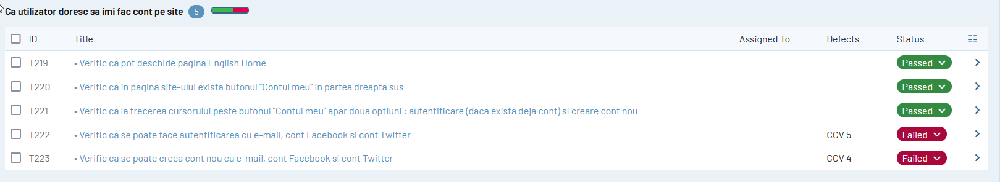 Ca utilizator doresc sa imi fac cont pe site 5
ID Title Assigned To Defects Status
T219 • Verific ca pot deschide pagina English Home Passed
T220 • Verific ca in pagina site-ului exista butonul “Contul meu” in partea dreapta sus Passed
T221 • Verific ca la trecerea cursorului peste butonul “Contul meu” apar doua optiuni : autentificare (daca exista deja cont) si creare cont nou Passed
T222 • Verific ca se poate face autentificarea cu e-mail, cont Facebook si cont Twitter CCV 5 Failed
T223 • Verific ca se poate creea cont nou cu e-mail, cont Facebook si cont Twitter CCV 4 Failed